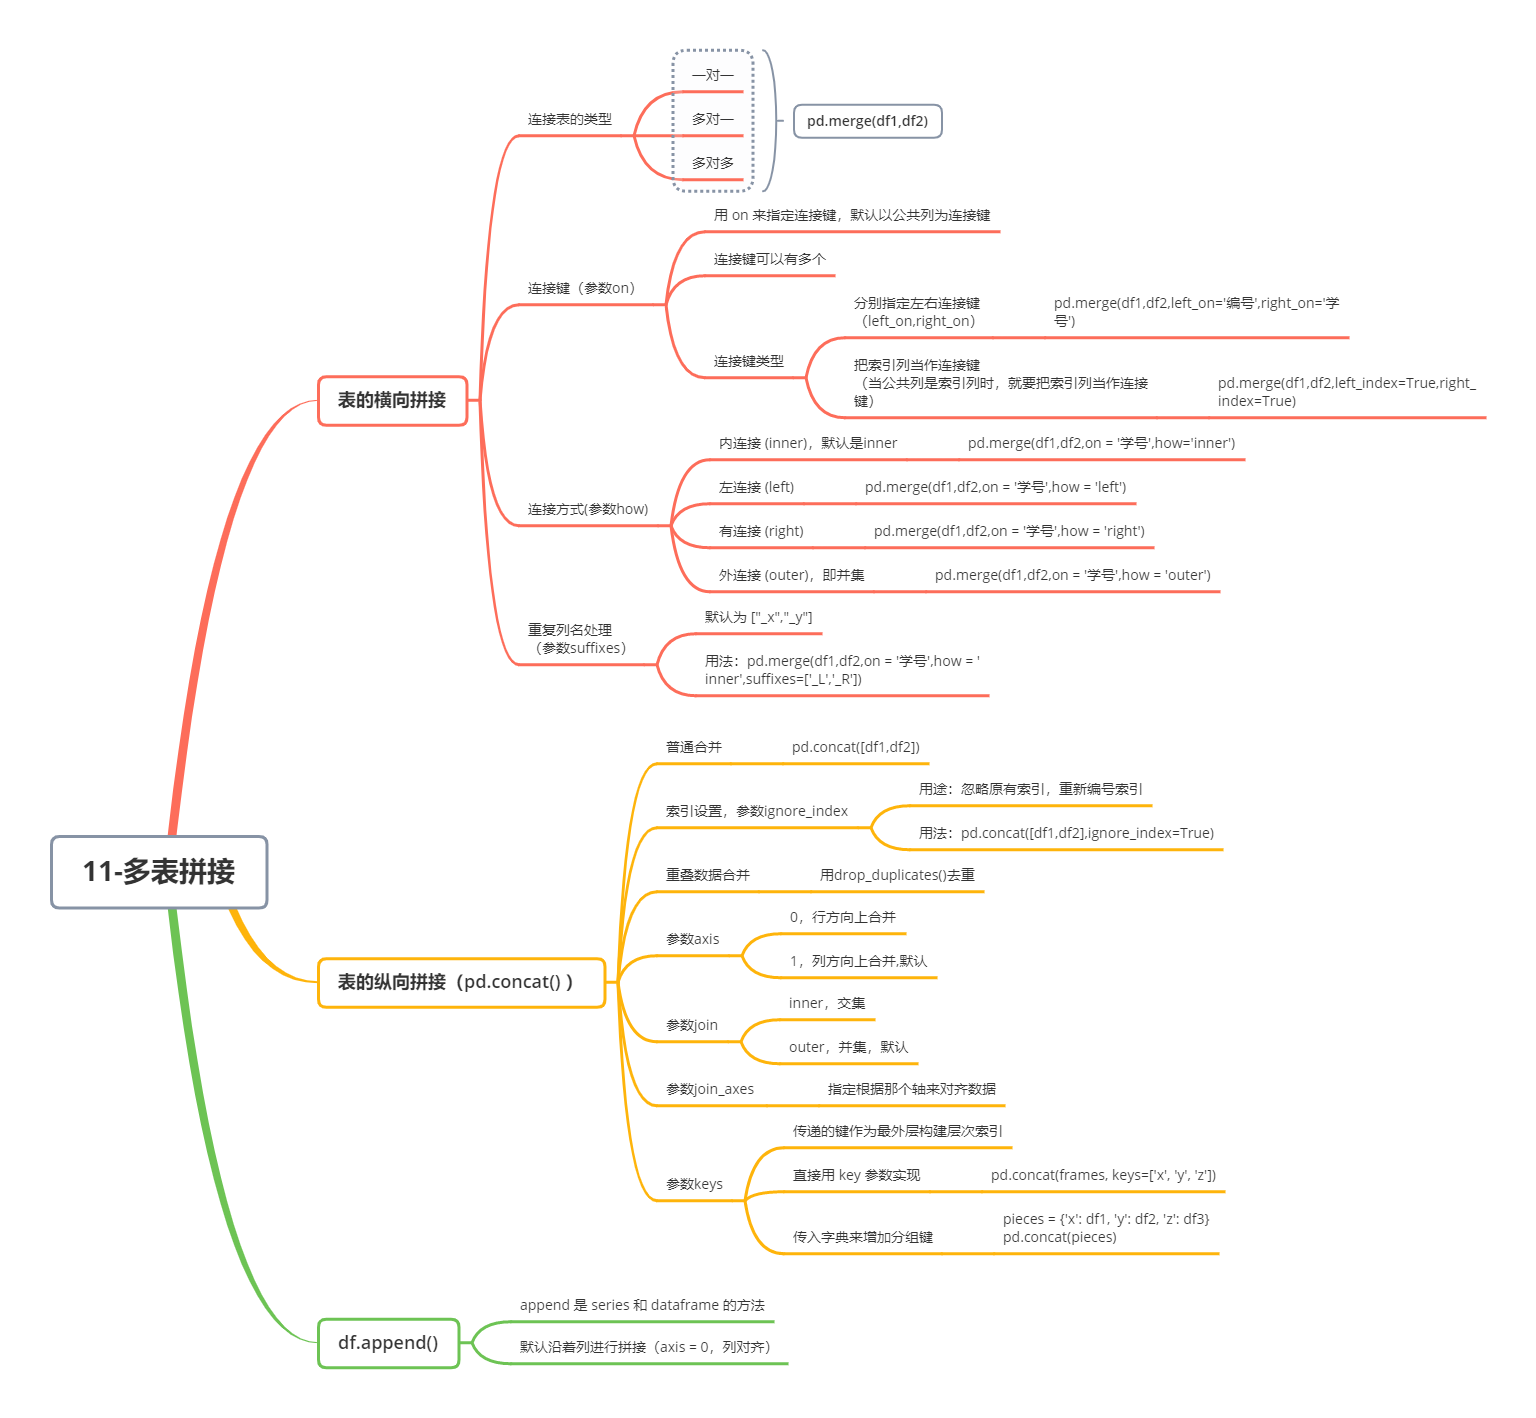 11-多表拼接
表的横向拼接
连接表的类型
一对一
多对一
多对多
pd.merge(df1,df2)
连接键（参数on）
用 on 来指定连接键，默认以公共列为连接键
连接键可以有多个
连接键类型
分别指定左右连接键
（left_on,right_on）
pd.merge(df1,df2,left_on='编号',right_on='学
号')
把索引列当作连接键
（当公共列是索引列时，就要把索引列当作连接
键）
pd.merge(df1,df2,left_index=True,right_
index=True)
连接方式(参数how)
内连接 (inner)，默认是inner
pd.merge(df1,df2,on = '学号',how='inner')
左连接 (left)
pd.merge(df1,df2,on = '学号',how = 'left')
有连接 (right)
pd.merge(df1,df2,on = '学号',how = 'right')
外连接 (outer)，即并集
pd.merge(df1,df2,on = '学号',how = 'outer')
重复列名处理
（参数suffixes）
默认为 ["_x","_y"]
用法：pd.merge(df1,df2,on = '学号',how = '
inner',suffixes=['_L','_R'])
表的纵向拼接（pd.concat() ）
普通合并
pd.concat([df1,df2])
索引设置，参数ignore_index
用途：忽略原有索引，重新编号索引
用法：pd.concat([df1,df2],ignore_index=True)
重叠数据合并
用drop_duplicates()去重
参数axis
0，行方向上合并
1，列方向上合并,默认
参数join
inner，交集
outer，并集，默认
参数join_axes
指定根据那个轴来对齐数据
参数keys
传递的键作为最外层构建层次索引
直接用 key 参数实现
pd.concat(frames, keys=['x', 'y', 'z'])
传入字典来增加分组键
pieces = {'x': df1, 'y': df2, 'z': df3}
pd.concat(pieces)
df.append()
append 是 series 和 dataframe 的方法
默认沿着列进行拼接（axis = 0，列对齐）